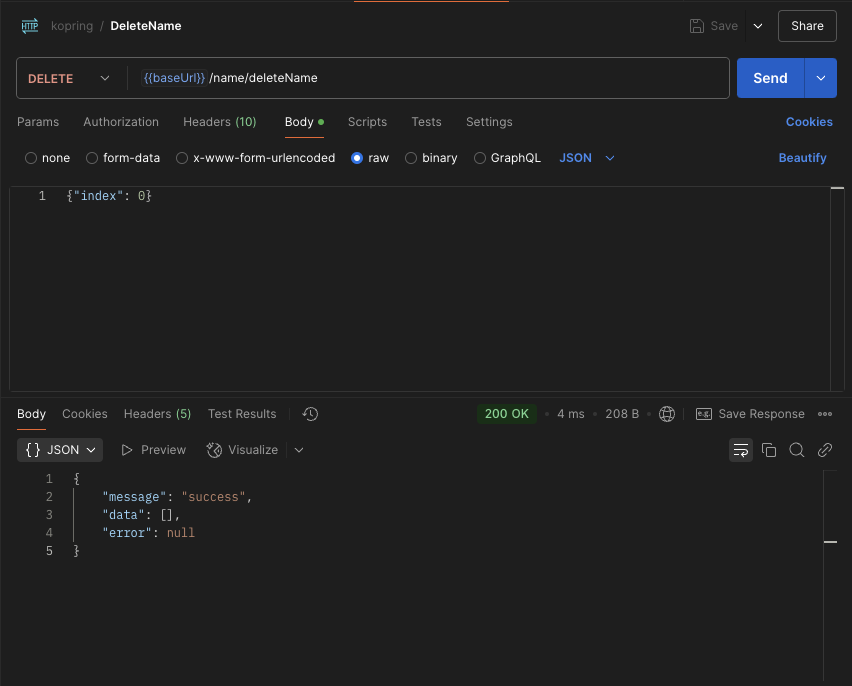 HTTP kopring / DeleteName Save Share
DELETE {{baseUrl}} /name/deleteName Send
Params Authorization Headers (10) Body Scripts Tests Settings Cookies
none form-data x-www-form-urlencoded raw binary GraphQL JSON Beautify
1 {"index": 0}
Body Cookies Headers (5) Test Results 200 OK 4 ms 208 B e.g. Save Response
{} JSON Preview Visualize
1 {
2 "message": "success",
3 "data": [],
4 "error": null
5 }